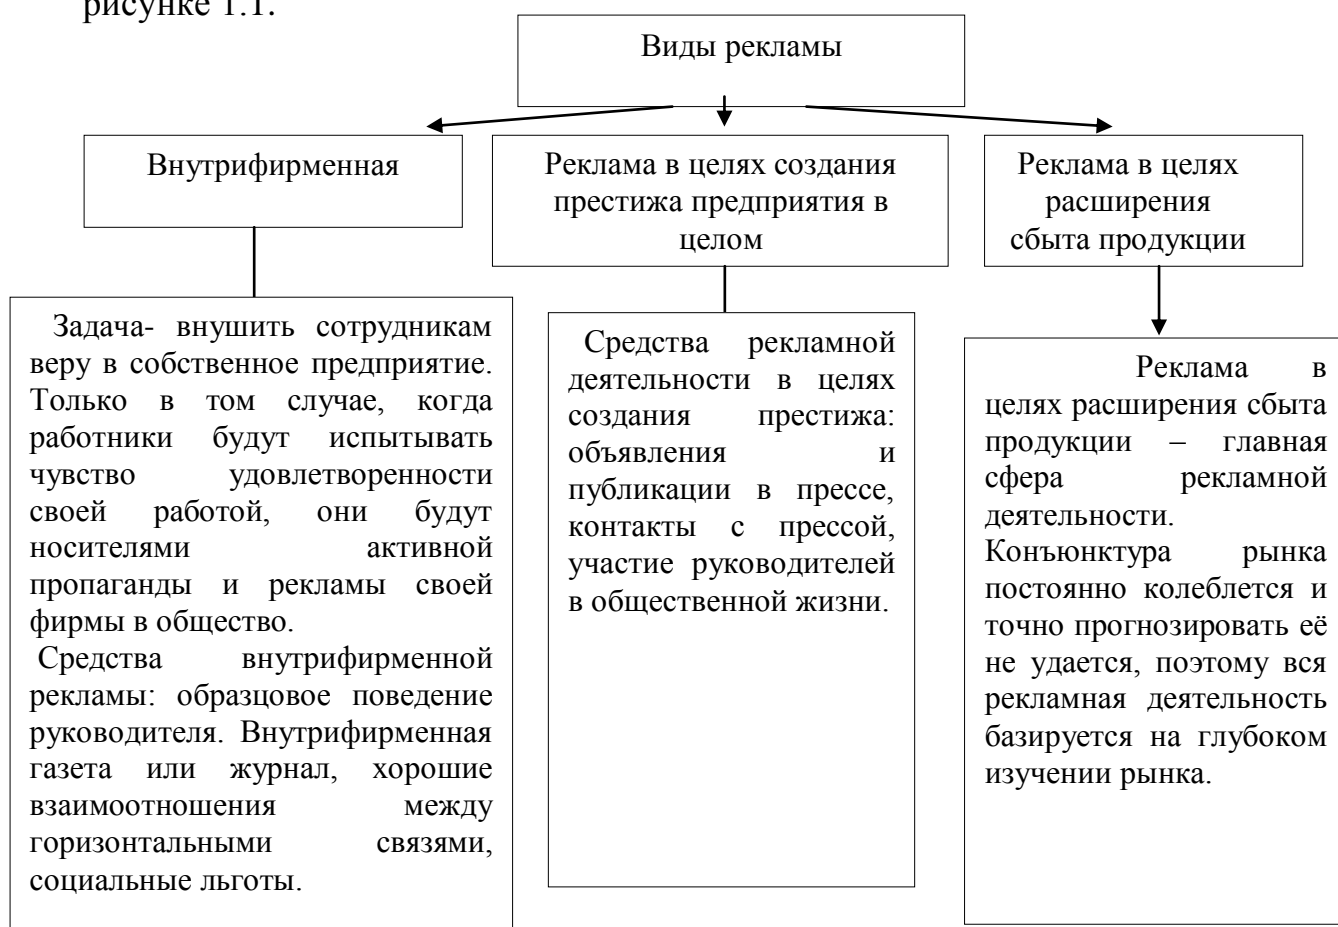 рисунке 1.1.
Виды рекламы
Внутрифирменная
Реклама в целях создания
престижа предприятия в
целом
Реклама в целях
расширения
сбыта продукции
Задача- внушить сотрудникам
веру в собственное предприятие.
Только в том случае, когда
работники будут испытывать
чувство удовлетворенности
своей работой, они будут
носителями активной
пропаганды и рекламы своей
фирмы в общество.
Средства внутрифирменной
рекламы: образцовое поведение
руководителя. Внутрифирменная
газета или журнал, хорошие
взаимоотношения между
горизонтальными связями,
социальные льготы.
Средства рекламной
деятельности в целях
создания престижа:
объявления и
публикации в прессе,
контакты с прессой,
участие руководителей
в общественной жизни.
Реклама в
целях расширения сбыта
продукции – главная
сфера рекламной
деятельности.
Конъюнктура рынка
постоянно колеблется и
точно прогнозировать её
не удается, поэтому вся
рекламная деятельность
базируется на глубоком
изучении рынка.